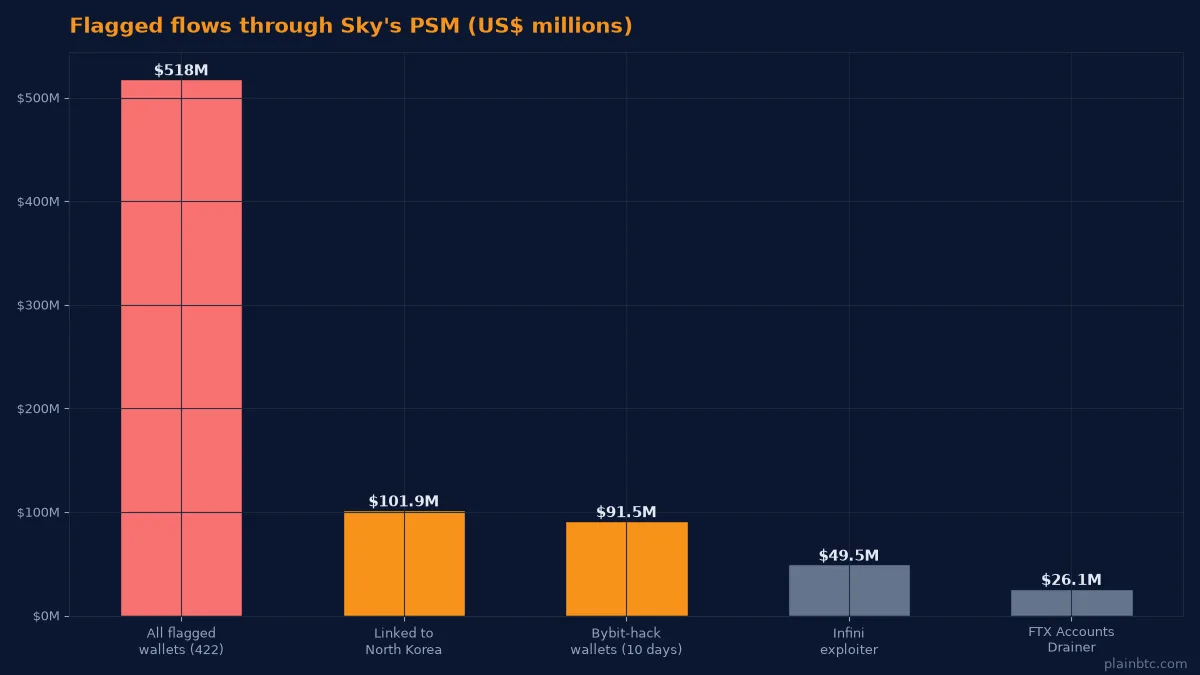 Flagged flows through Sky's PSM (US$ millions)
$518M
$500M
$400M
$300M
$200M
$101.9M
$91.5M
$100M
$49.5M
$26.1M
$0M
All flagged
wallets (422)
Linked to
North Korea
Bybit-hack
wallets (10 days)
Infini
exploiter
FTX Accounts
Drainer
plainbtc.com